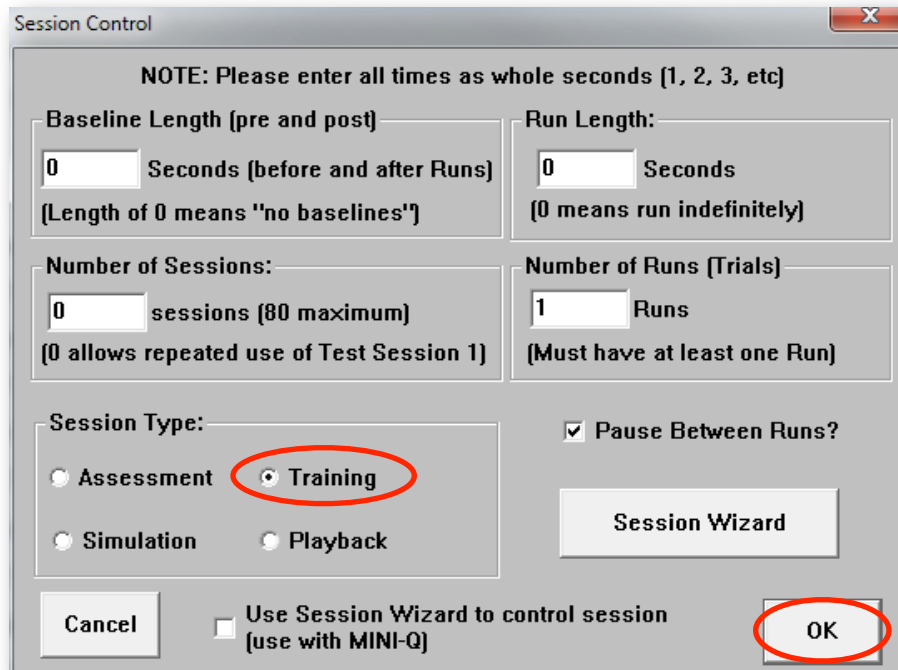 Session Control
X
NOTE: Please enter all times as whole seconds (1, 2, 3, etc)
Baseline Length (pre and post)
0 Seconds (before and after Runs)
(Length of 0 means "no baselines")
Run Length:
0 Seconds
(0 means run indefinitely)
Number of Sessions:
0 sessions (80 maximum)
(0 allows repeated use of Test Session 1)
Number of Runs (Trials)
1 Runs
(Must have at least one Run)
Session Type:
Assessment Training
Simulation Playback
Pause Between Runs?
Session Wizard
Cancel
Use Session Wizard to control session
(use with MINI-Q)
OK